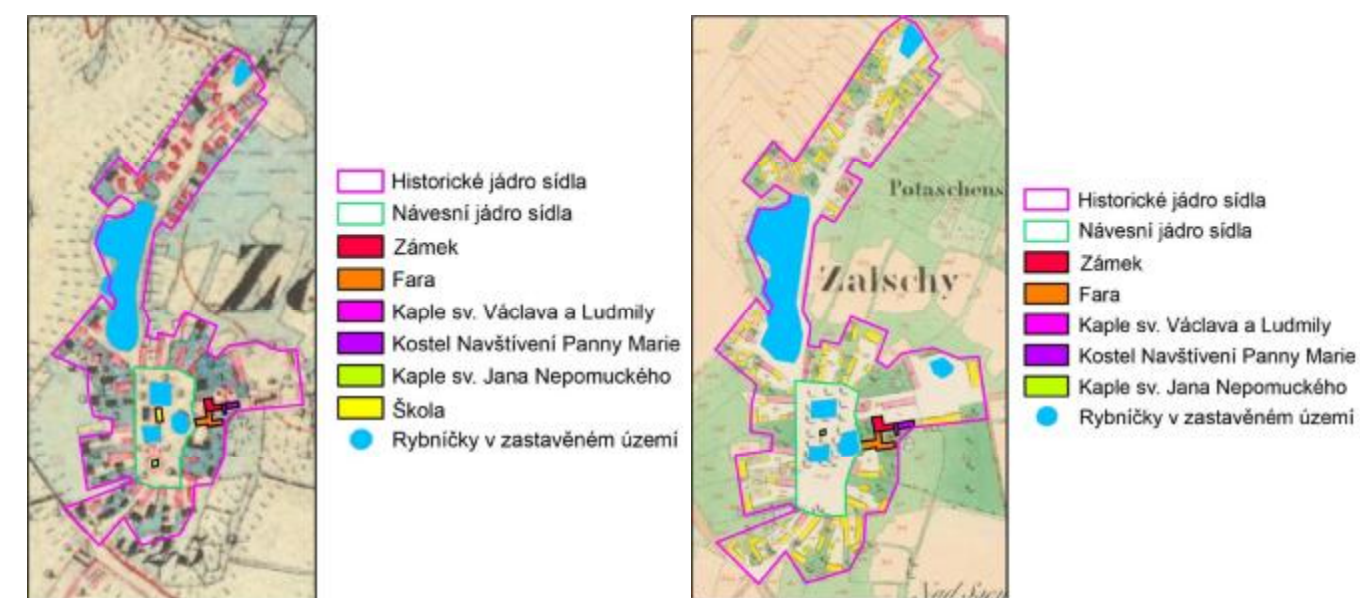 Historické jádro sídla
Návesní jádro sídla
Zámek
Fara
Kaple sv. Václava a Ludmily
Kostel Navštívení Panny Marie
Kaple sv. Jana Nepomuckého
Škola
Rybníčky v zastavěném území
Potaschens
Zalschy
Historické jádro sídla
Návesní jádro sídla
Zámek
Fara
Kaple sv. Václava a Ludmily
Kostel Navštívení Panny Marie
Kaple sv. Jana Nepomuckého
Rybníčky v zastavěném území